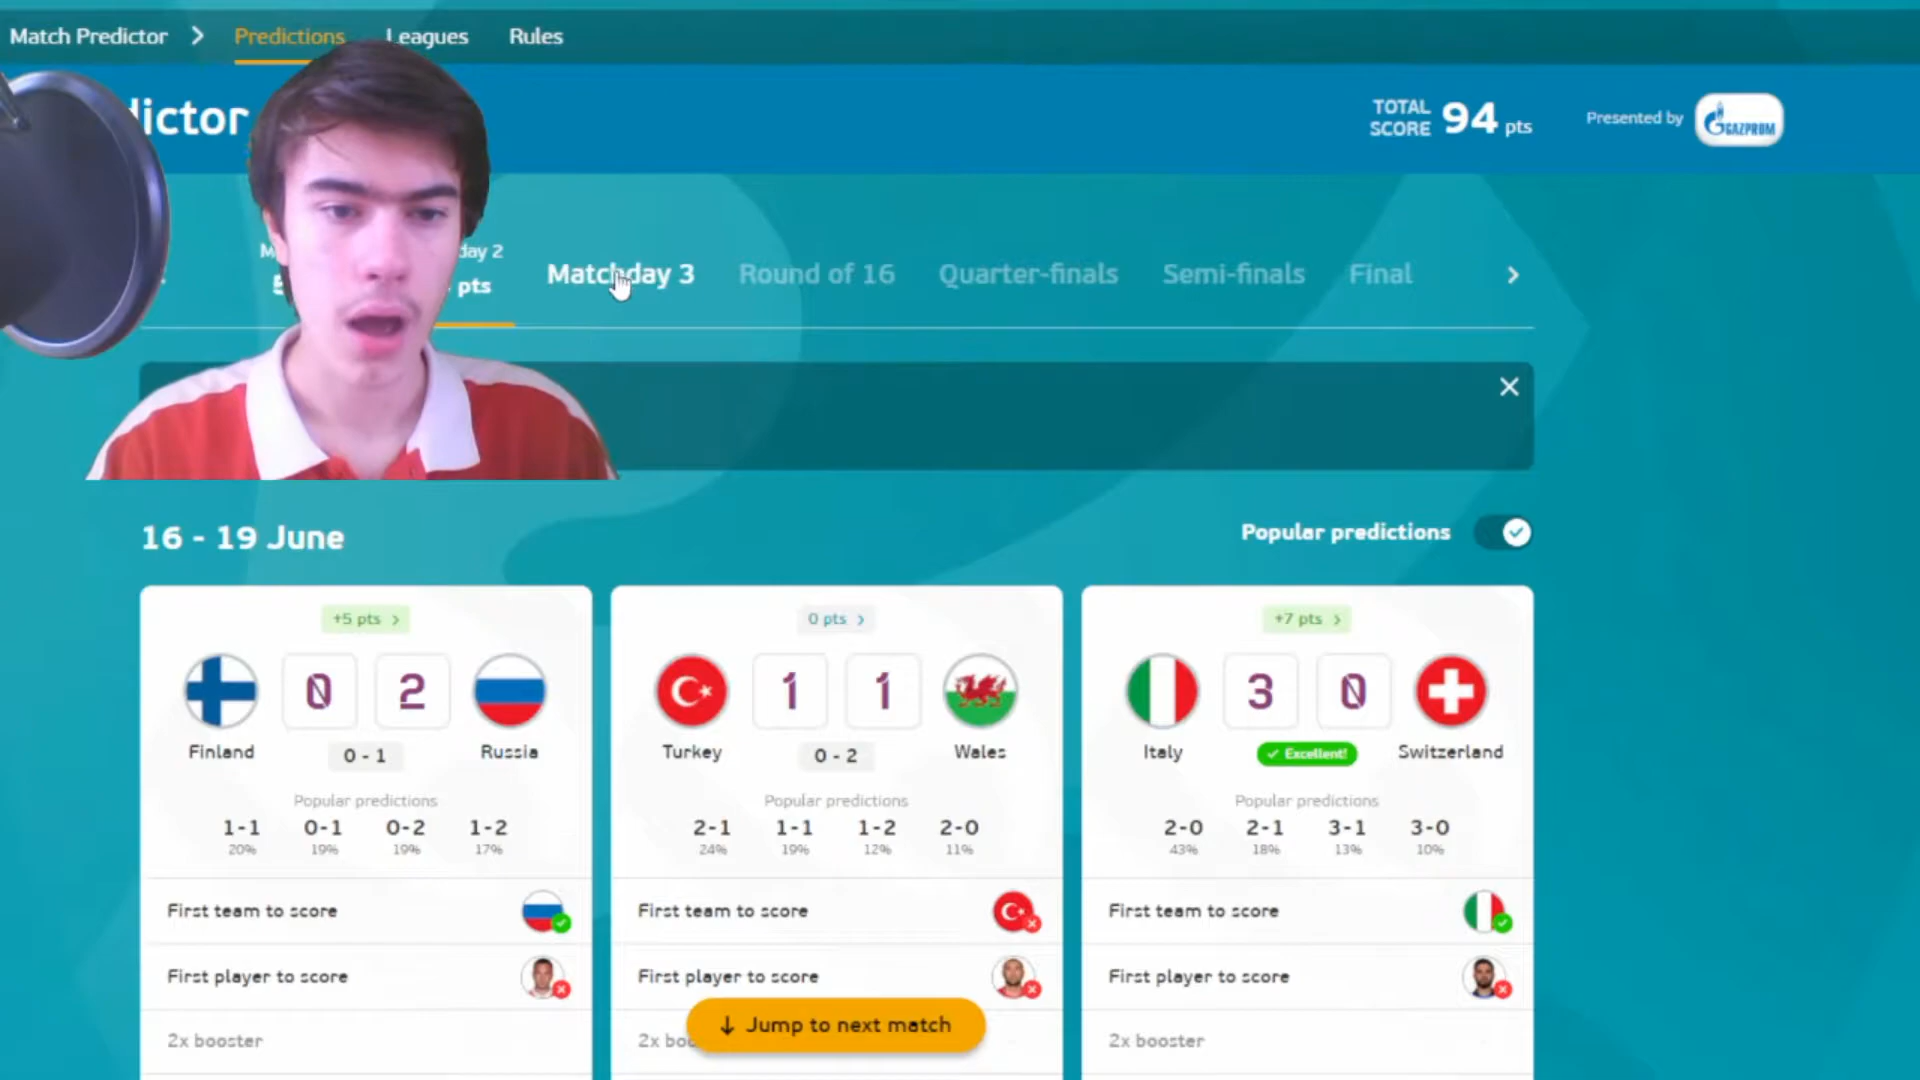 Match Predictor Predictions Leagues Rules
dictor
TOTAL SCORE 94 pts
Presented by GAZPROM
day 2
pts
Matchday 3 Round of 16 Quarter-finals Semi-finals Final
16 - 19 June
Popular predictions
+5 pts
0 2
Finland 0 - 1 Russia
Popular predictions
1-1 0-1 0-2 1-2
20% 19% 19% 17%
First team to score
First player to score
2x booster
0 pts
1 1
Turkey 0 - 2 Wales
Popular predictions
2-1 1-1 1-2 2-0
24% 19% 12% 11%
First team to score
First player to score
2x boo
+7 pts
3 0
Italy Excellent! Switzerland
Popular predictions
2-0 2-1 3-1 3-0
43% 18% 13% 10%
First team to score
First player to score
2x booster
Jump to next match